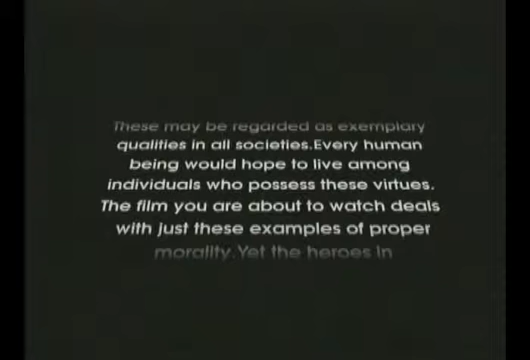 These may be regarded as exemplary
qualities in all societies.Every human
being would hope to live among
individuals who possess these virtues.
The film you are about to watch deals
with just these examples of proper
morality.Yet the heroes in